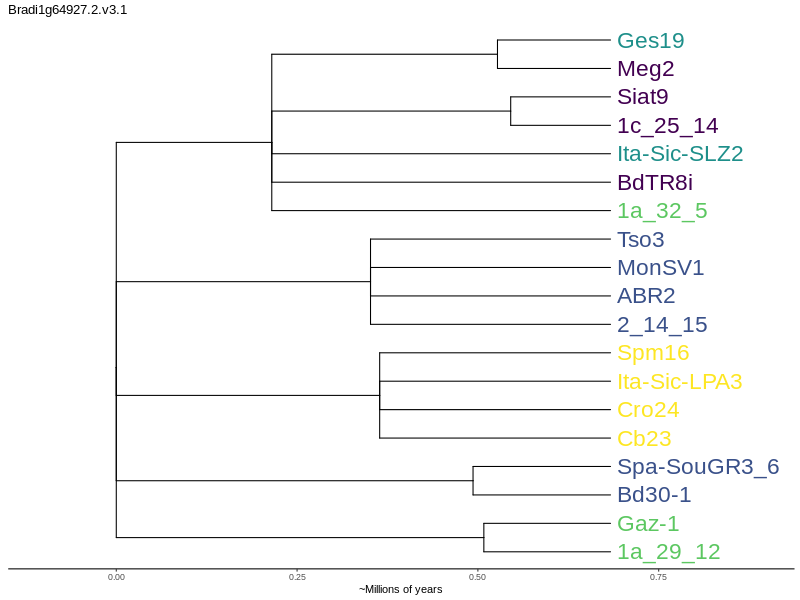 Bradi1g64927.2.v3.1
Ges19
Meg2
Siat9
1c_25_14
Ita-Sic-SLZ2
BdTR8i
1a_32_5
Tso3
MonSV1
ABR2
2_14_15
Spm16
Ita-Sic-LPA3
Cro24
Cb23
Spa-SouGR3_6
Bd30-1
Gaz-1
1a_29_12
0.00 0.25 0.50 0.75
~Millions of years